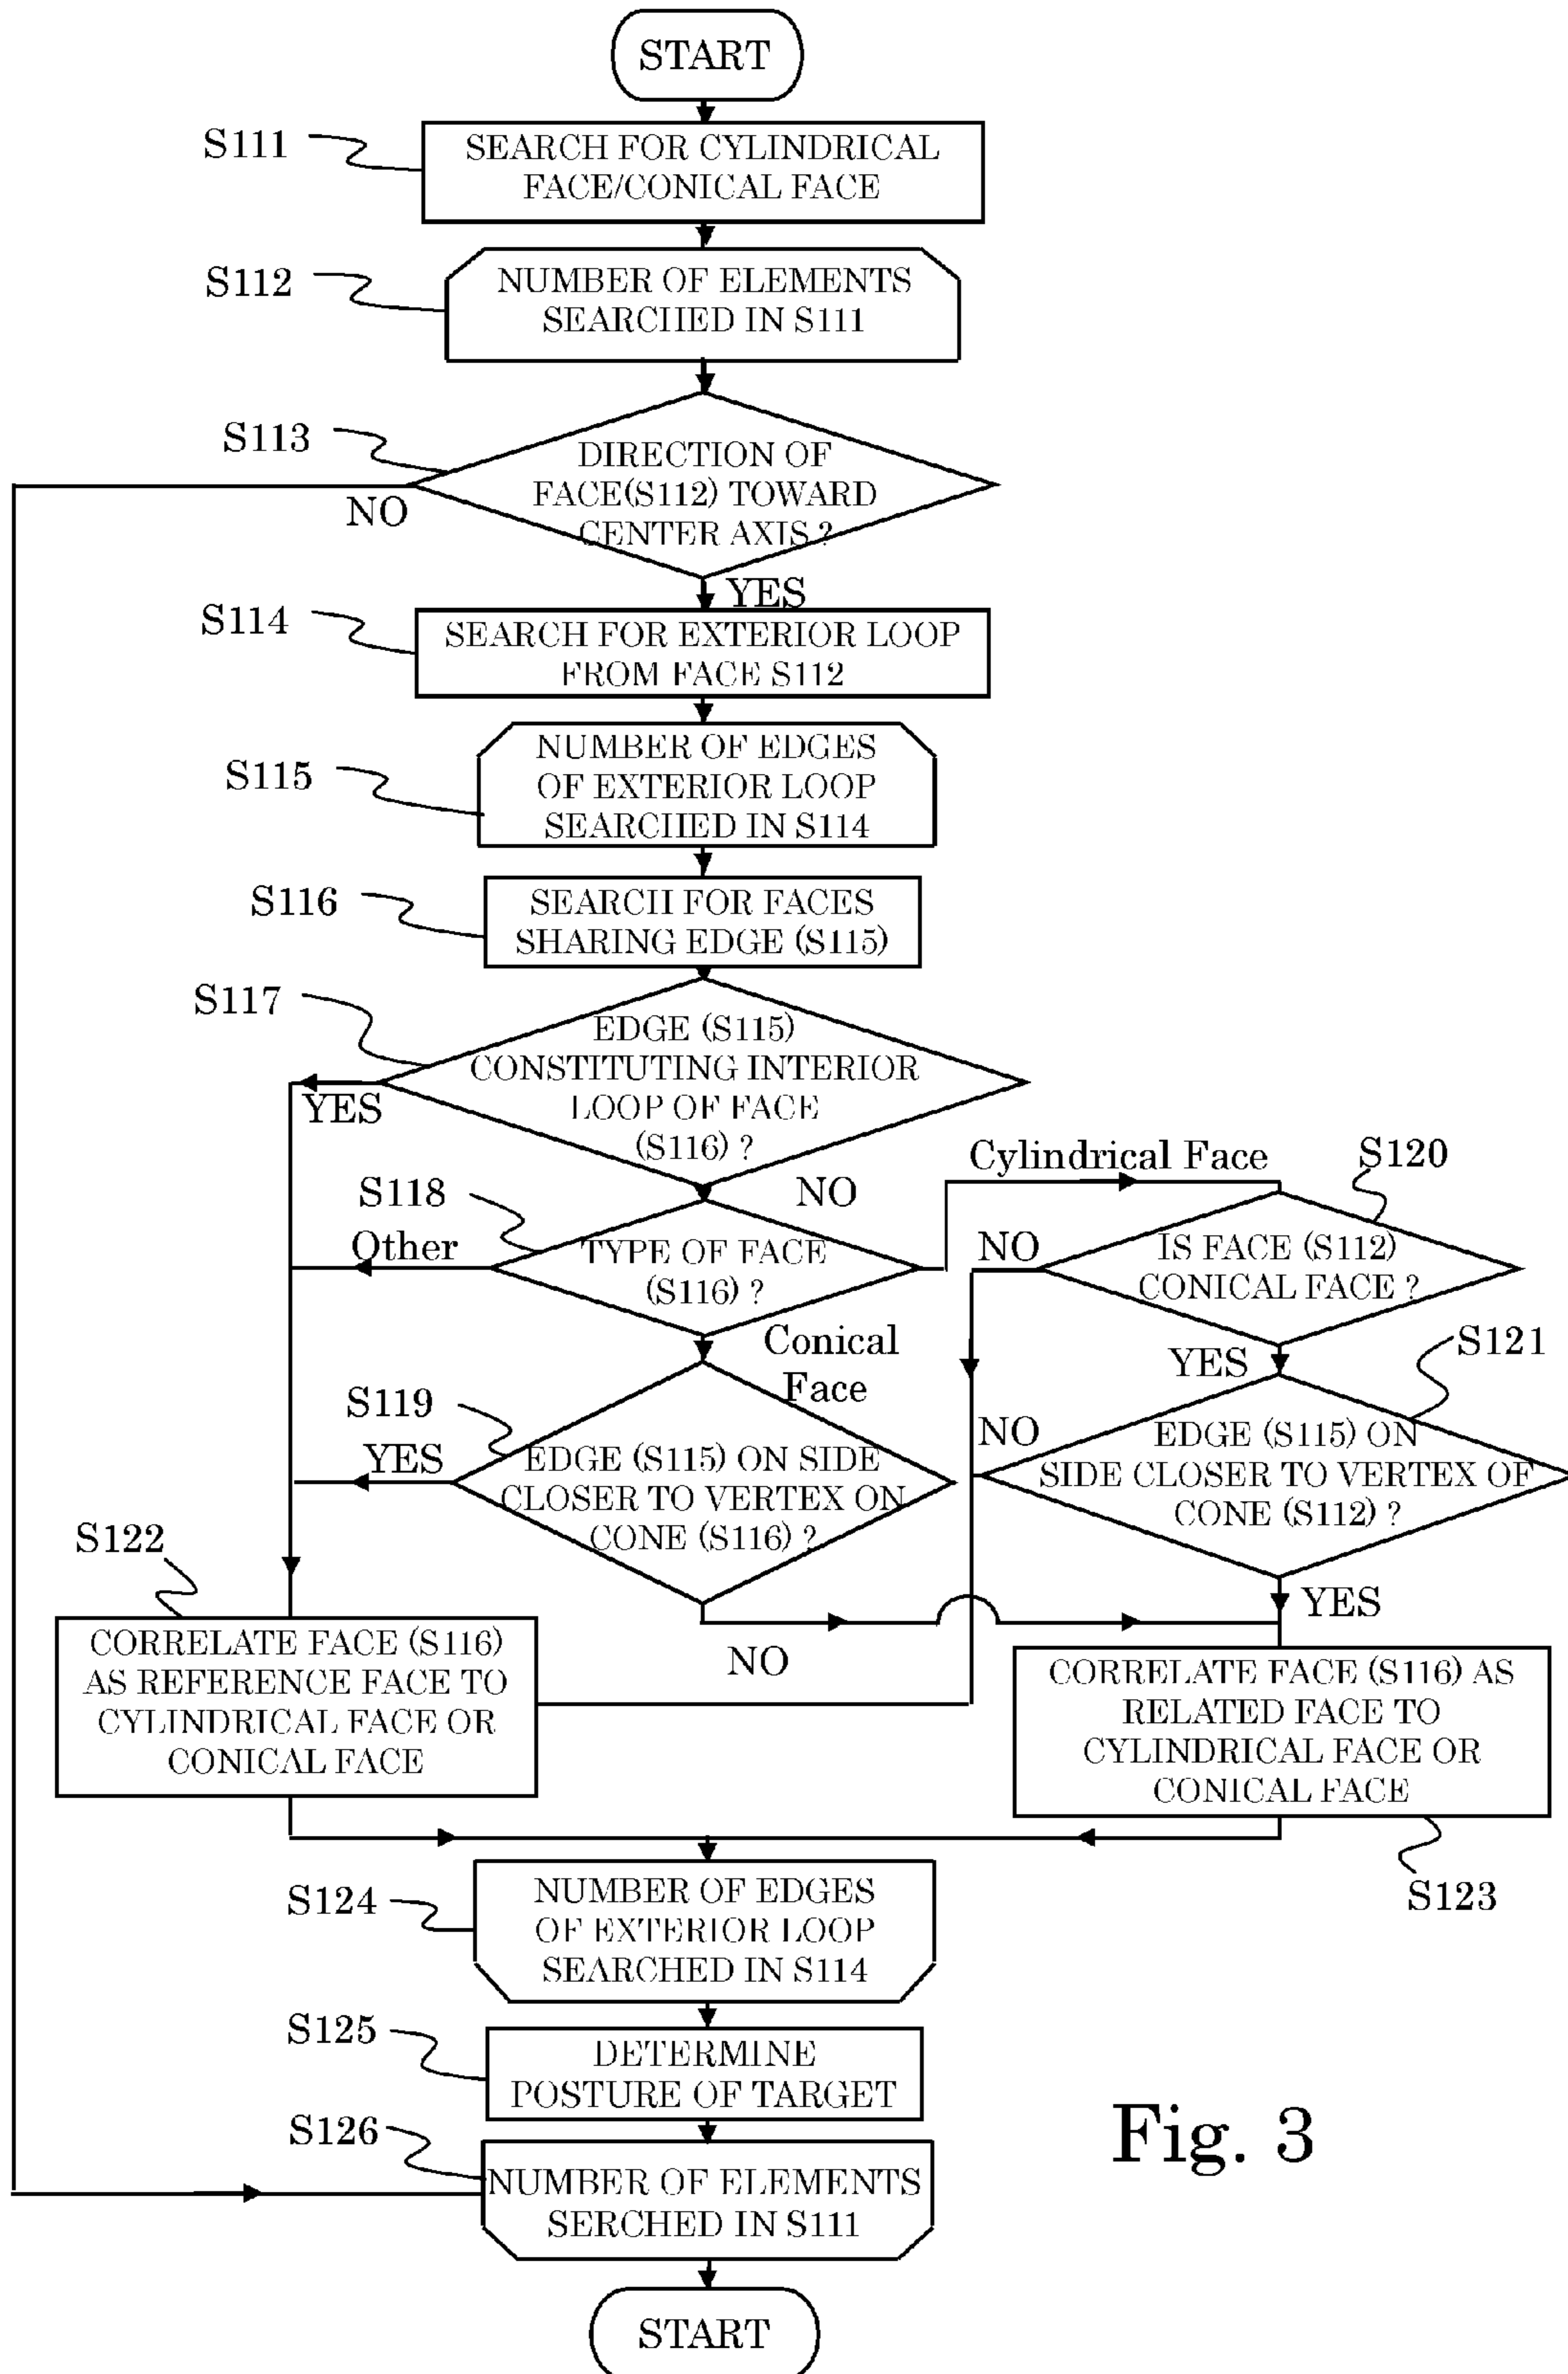 START
S111
SEARCH FOR CYLINDRICAL
FACE/CONICAL FACE
S112
NUMBER OF ELEMENTS
SEARCHED IN S111
S113
DIRECTION OF
FACE(S112) TOWARD
CENTER AXIS ?
NO
YES
S114
SEARCH FOR EXTERIOR LOOP
FROM FACE S112
S115
NUMBER OF EDGES
OF EXTERIOR LOOP
SEARCHED IN S114
S116
SEARCH FOR FACES
SHARING EDGE (S115)
S117
EDGE (S115)
CONSTITUTING INTERIOR
LOOP OF FACE
(S116) ?
YES
NO
S118
TYPE OF FACE
(S116) ?
Other
Cylindrical Face
Conical
Face
S120
IS FACE (S112)
CONICAL FACE ?
NO
YES
S119
EDGE (S115) ON SIDE
CLOSER TO VERTEX ON
CONE (S116) ?
YES
NO
S121
EDGE (S115) ON
SIDE CLOSER TO VERTEX OF
CONE (S112) ?
NO
YES
S122
CORRELATE FACE (S116)
AS REFERENCE FACE TO
CYLINDRICAL FACE OR
CONICAL FACE
CORRELATE FACE (S116) AS
RELATED FACE TO
CYLINDRICAL FACE OR
CONICAL FACE
S123
S124
NUMBER OF EDGES
OF EXTERIOR LOOP
SEARCHED IN S114
S125
DETERMINE
POSTURE OF TARGET
S126
NUMBER OF ELEMENTS
SERCHED IN S111
START
Fig. 3